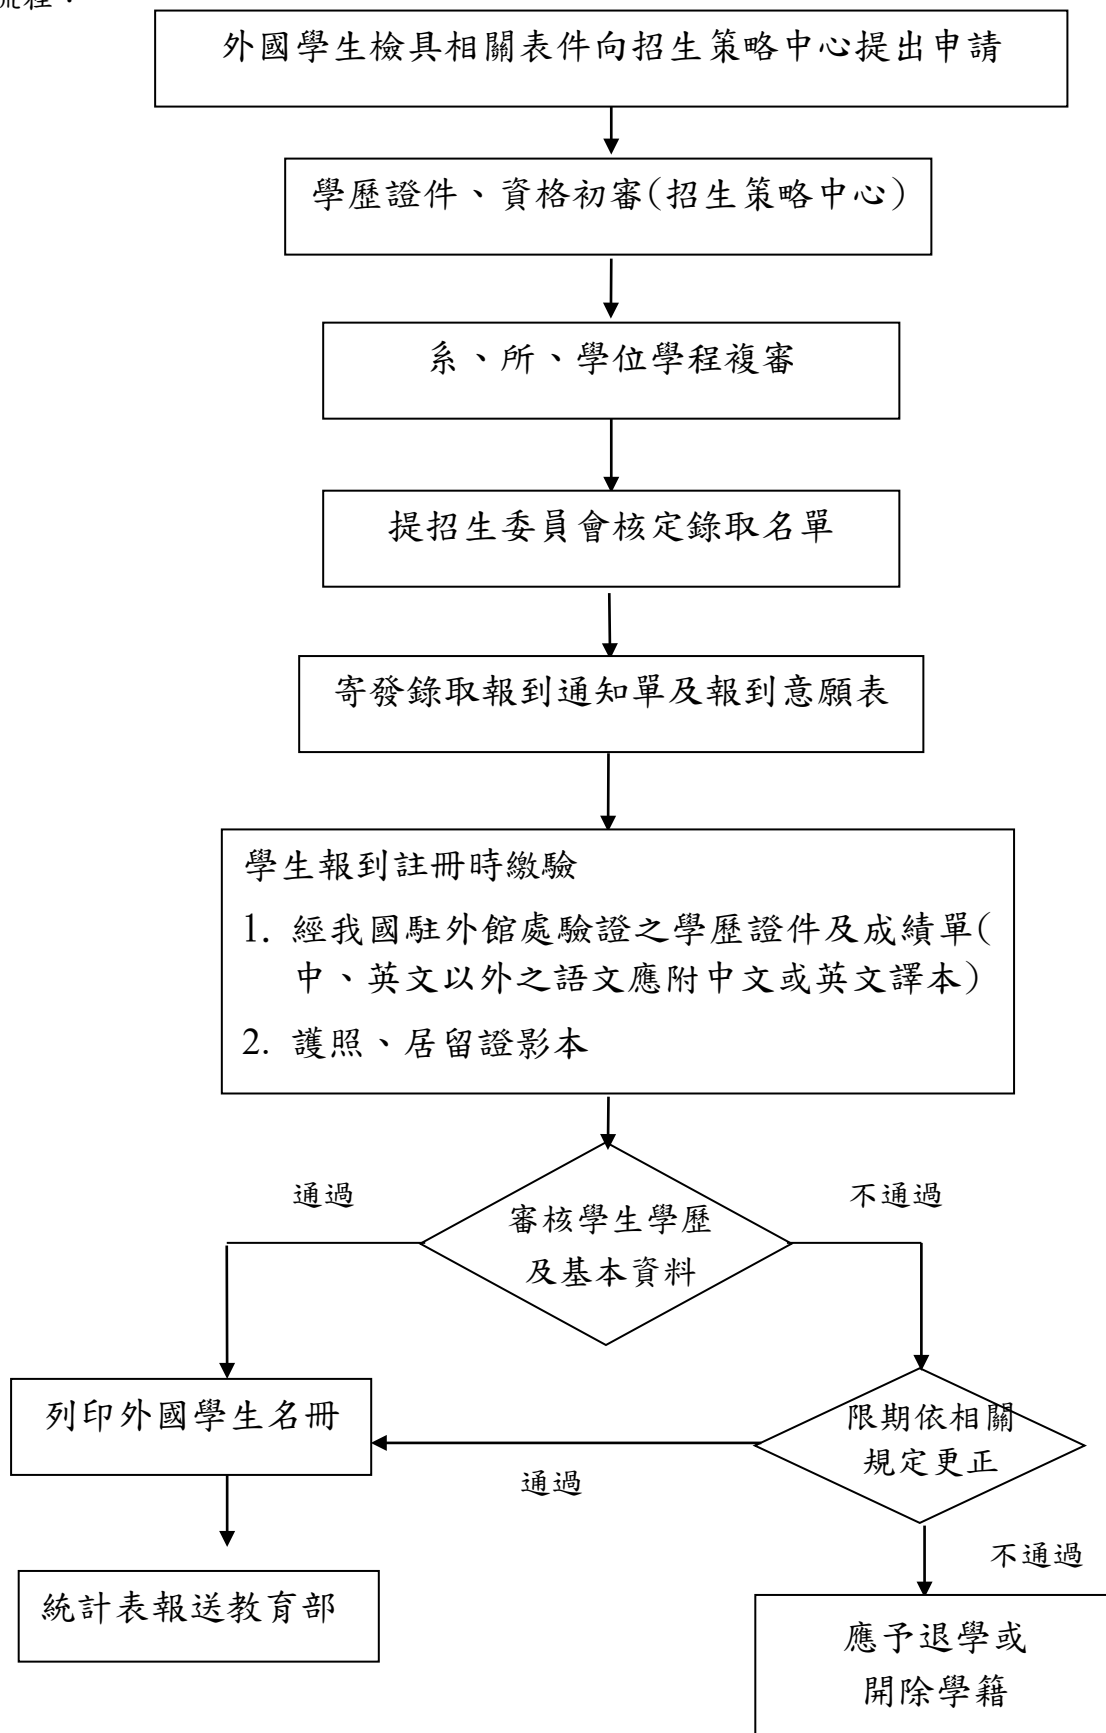 流程：
外國學生檢具相關表件向招生策略中心提出申請
學歷證件、資格初審(招生策略中心)
系、所、學位學程複審
提招生委員會核定錄取名單
寄發錄取報到通知單及報到意願表
學生報到註冊時繳驗
1. 經我國駐外館處驗證之學歷證件及成績單(
中、英文以外之語文應附中文或英文譯本)
2. 護照、居留證影本
通過
不通過
審核學生學歷
及基本資料
列印外國學生名冊
限期依相關
規定更正
通過
不通過
統計表報送教育部
應予退學或
開除學籍